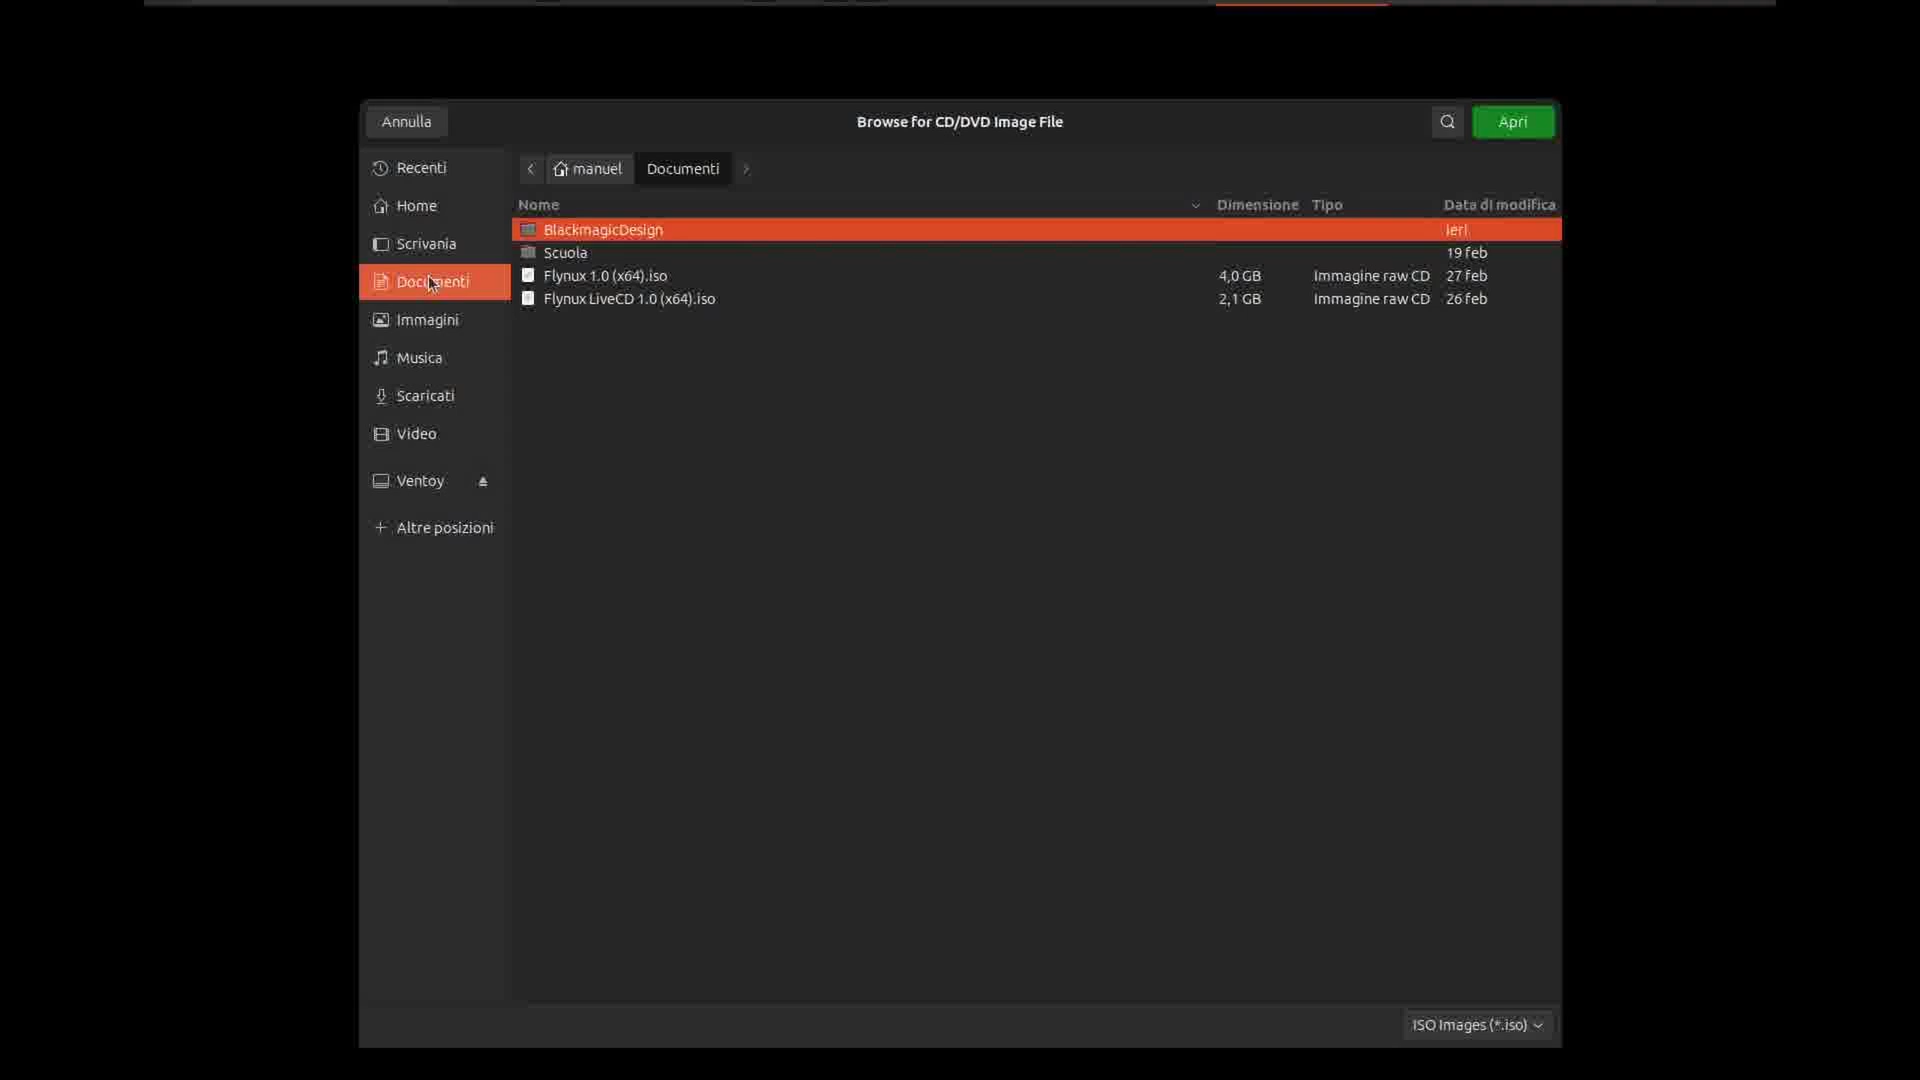 Annulla
Browse for CD/DVD Image File
Apri
Recenti
Home
Scrivania
Documenti
Immagini
Musica
Scaricati
Video
Ventoy
Altre posizioni
manuel
Documenti
Nome Dimensione Tipo Data di modifica
BlackmagicDesign ieri
Scuola 19 feb
Flynux 1.0 (x64).iso 4,0 GB Immagine raw CD 27 feb
Flynux LiveCD 1.0 (x64).iso 2,1 GB Immagine raw CD 26 feb
ISO Images (*.iso)